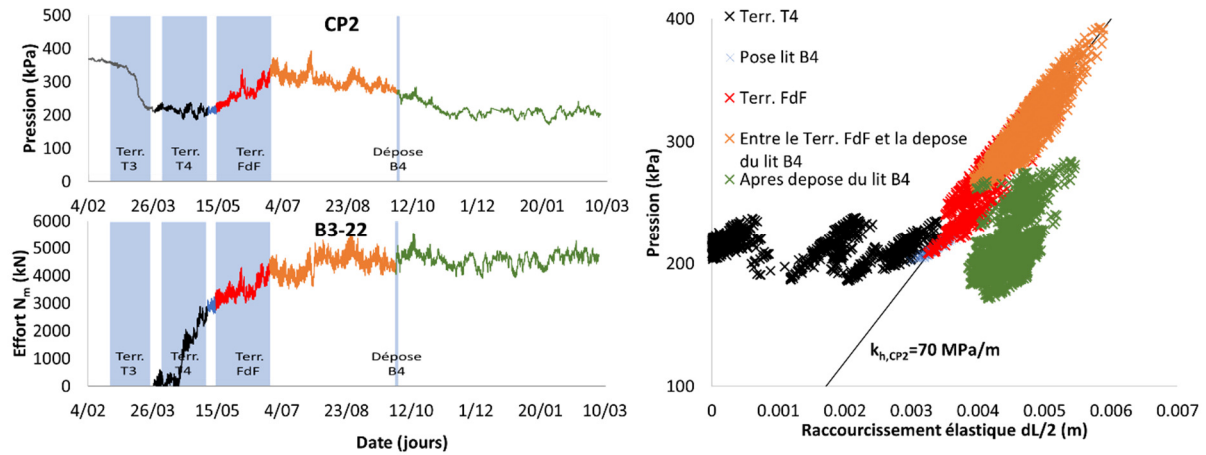 CP2
Pression (kPa)
500
400
300
200
100
0
Terr. T3
Terr. T4
Terr. FdF
Dépose B4
4/02 26/03 15/05 4/07 23/08 12/10 1/12 20/01 10/03
B3-22
Effort Nm (kN)
6000
5000
4000
3000
2000
1000
0
Terr. T3
Terr. T4
Terr. FdF
Dépose B4
4/02 26/03 15/05 4/07 23/08 12/10 1/12 20/01 10/03
Date (jours)
Pression (kPa)
400
300
200
100
Terr. T4
Pose lit B4
Terr. FdF
Entre le Terr. FdF et la depose
du lit B4
Apres depose du lit B4
kh,CP2=70 MPa/m
0 0.001 0.002 0.003 0.004 0.005 0.006 0.007
Raccourcissement élastique dL/2 (m)